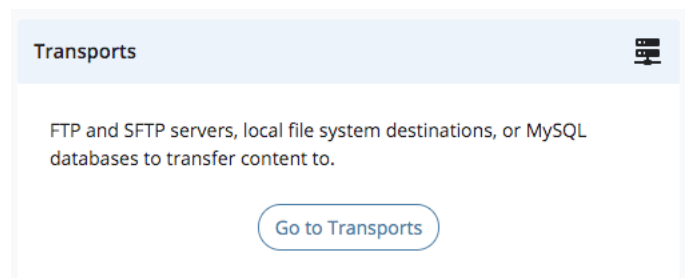 Transports
FTP and SFTP servers, local file system destinations, or MySQL
databases to transfer content to.
Go to Transports